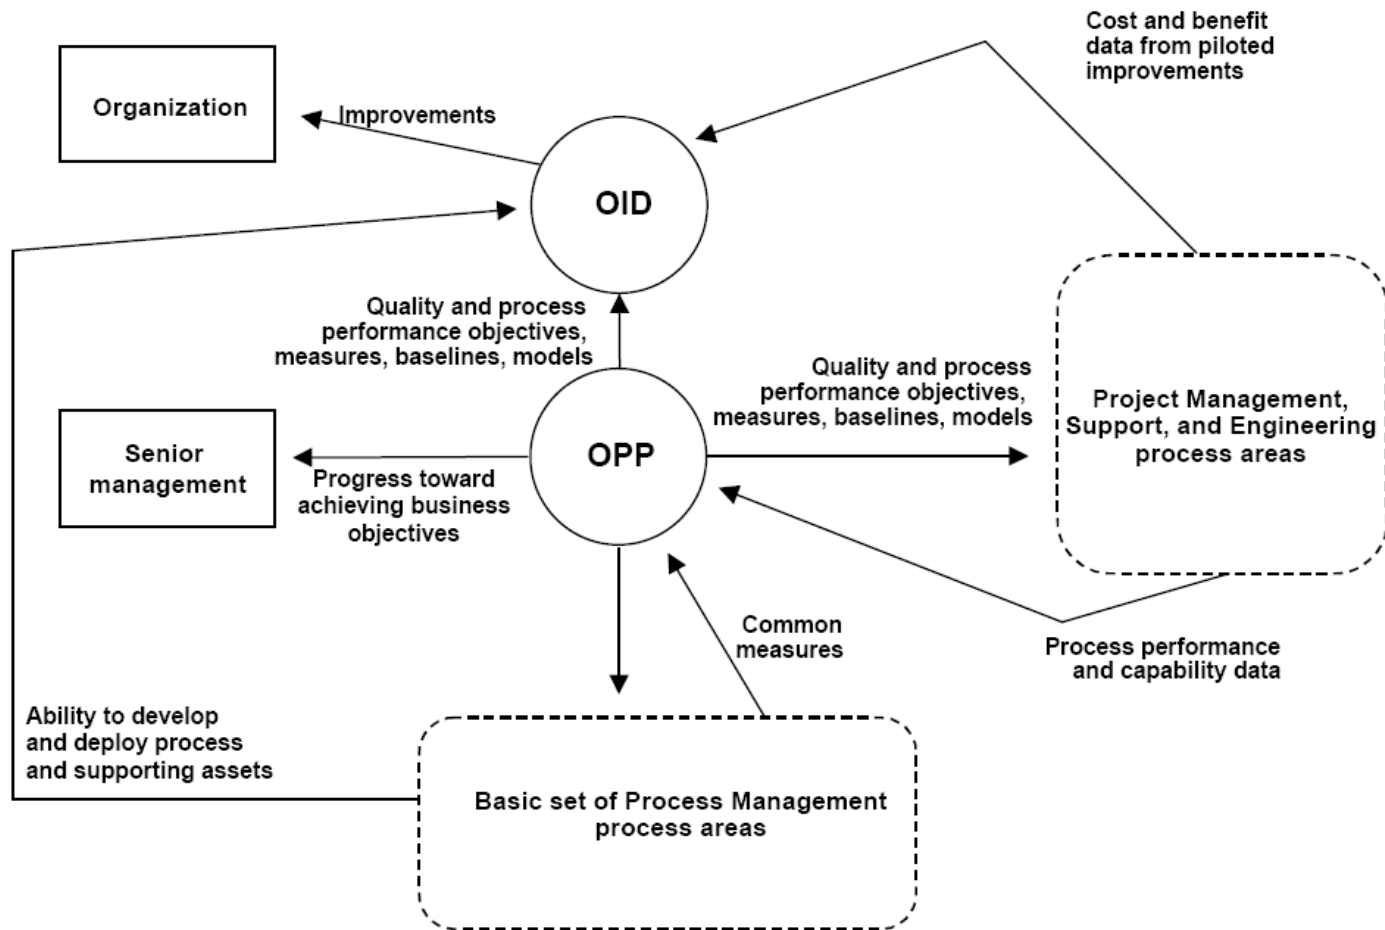 Cost and benefit
data from piloted
improvements
Organization
Improvements
OID
Quality and process
performance objectives,
measures, baselines, models
Quality and process
performance objectives,
measures, baselines, models
Project Management,
Support, and Engineering
process areas
Senior
management
OPP
Progress toward
achieving business
objectives
Common
measures
Process performance
and capability data
Ability to develop
and deploy process
and supporting assets
Basic set of Process Management
process areas